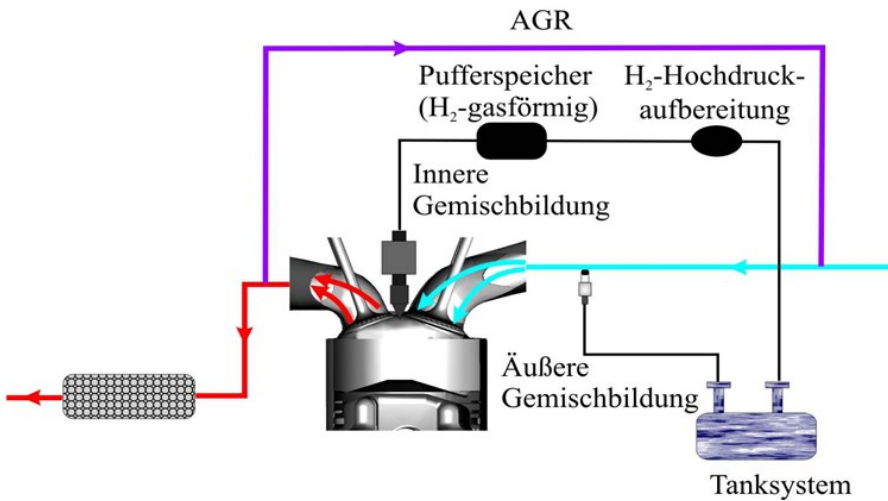 AGR
Pufferspeicher
(H₂-gasförmig)
H₂-Hochdruck-
aufbereitung
Innere
Gemischbildung
Äußere
Gemischbildung
Tanksystem